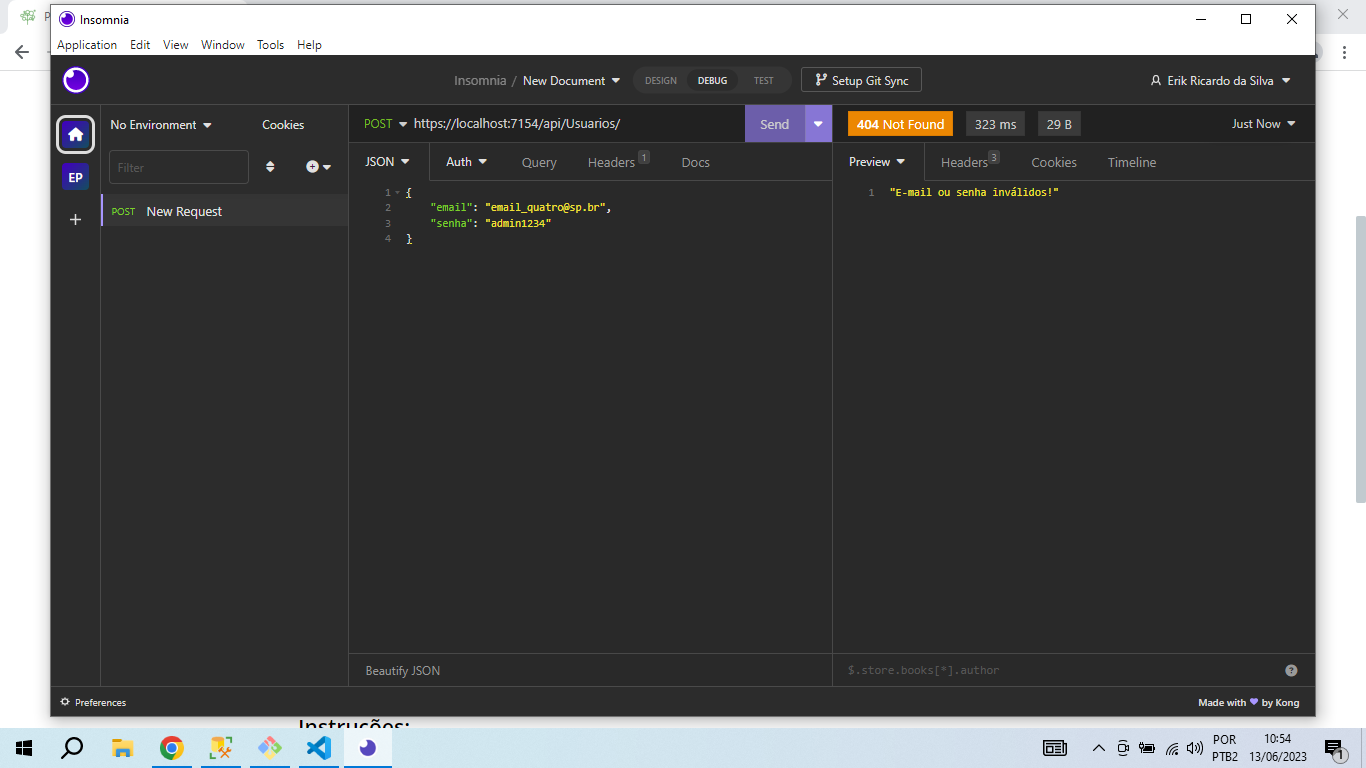 P
Insomnia
Application Edit View Window Tools Help
Insomnia / New Document DESIGN DEBUG TEST Setup Git Sync Erik Ricardo da Silva
No Environment Cookies
Filter
EP
POST New Request
POST https://localhost:7154/api/Usuarios/ Send
JSON Auth Query Headers 1 Docs
1 {
2 "email": "email_quatro@sp.br",
3 "senha": "admin1234"
4 }
Beautify JSON
404 Not Found 323 ms 29 B Just Now
Preview Headers 3 Cookies Timeline
1 "E-mail ou senha inválidos!"
$.store.books[*].author
Preferences
Made with by Kong
Instruções:
POR
PTB2
10:54
13/06/2023
1